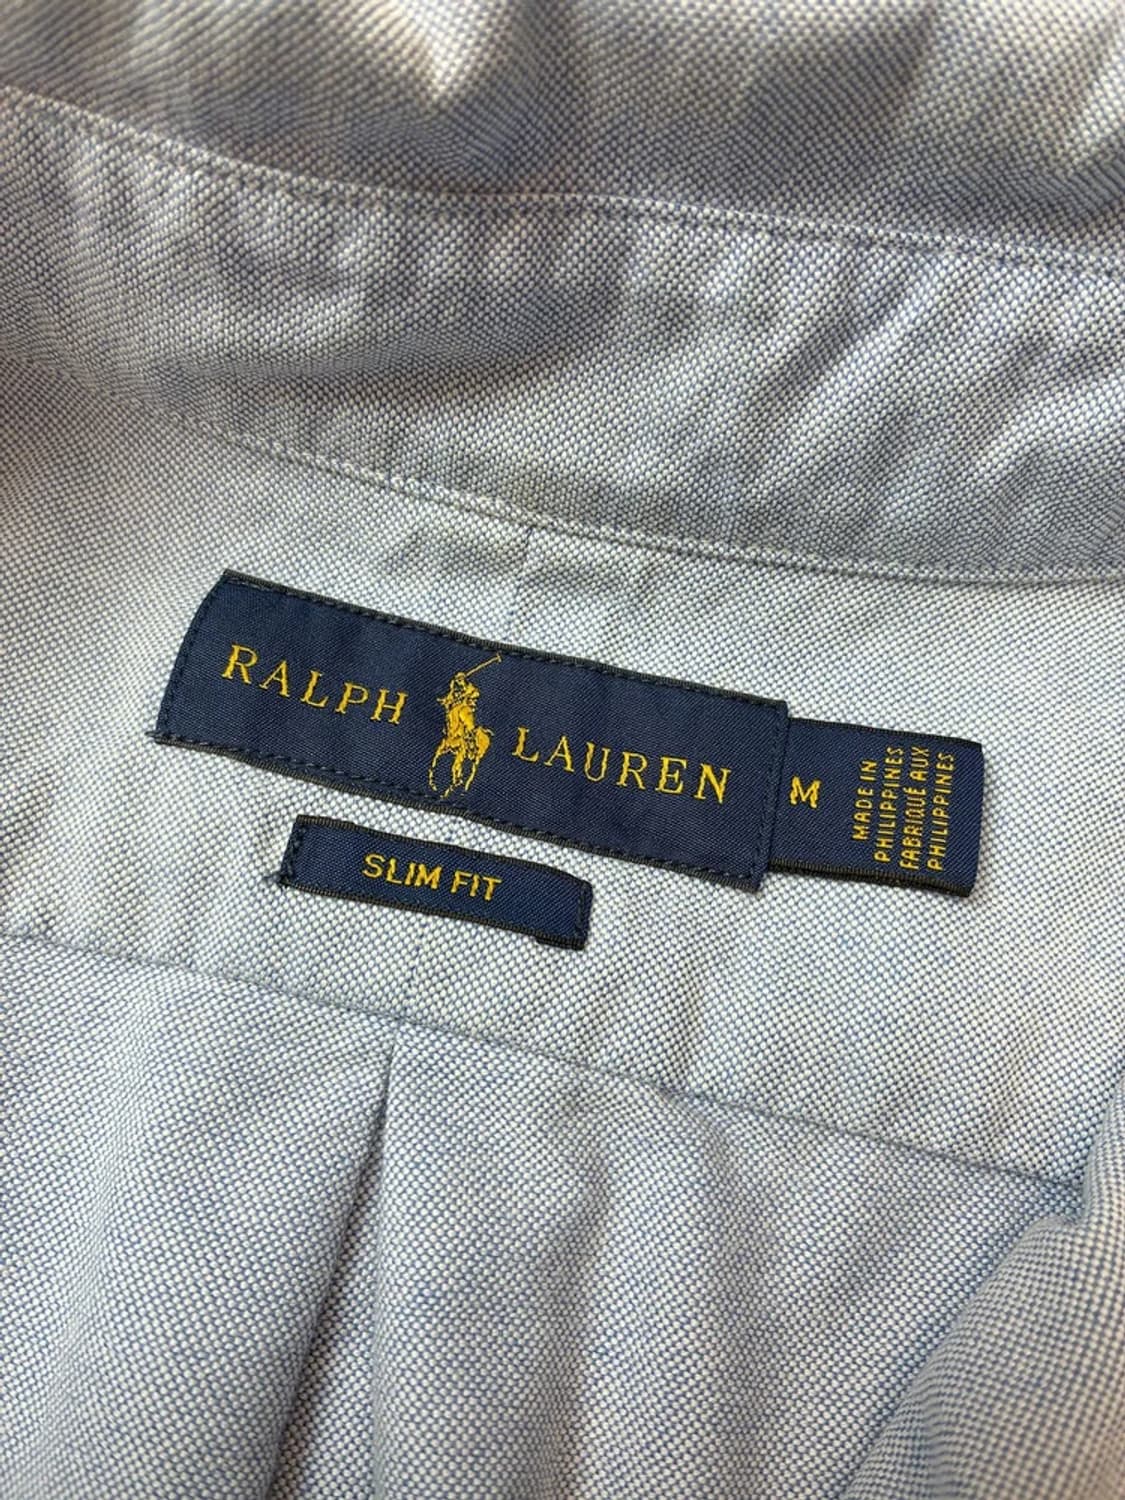 RALPH LAUREN
M
MADE IN
PHILIPPINES
FABRIQUÉ AUX
PHILIPPINES
SLIM FIT